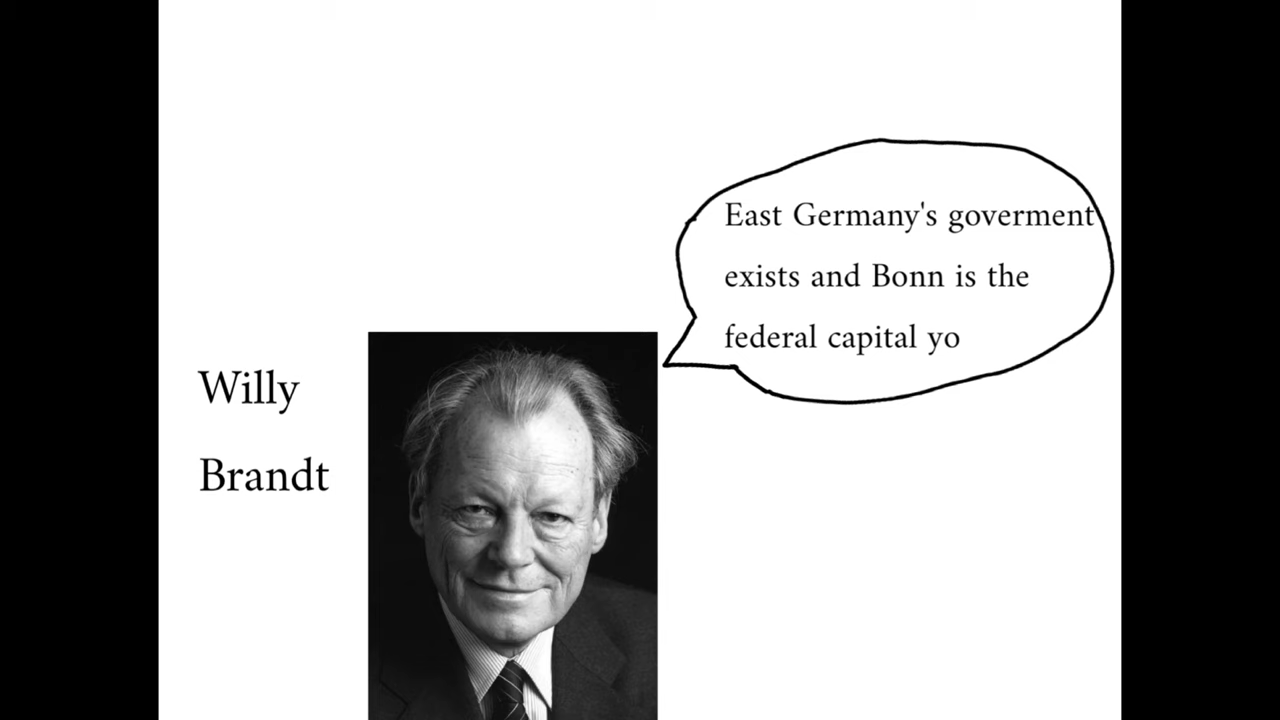 East Germany's goverment
exists and Bonn is the
federal capital yo
Willy
Brandt